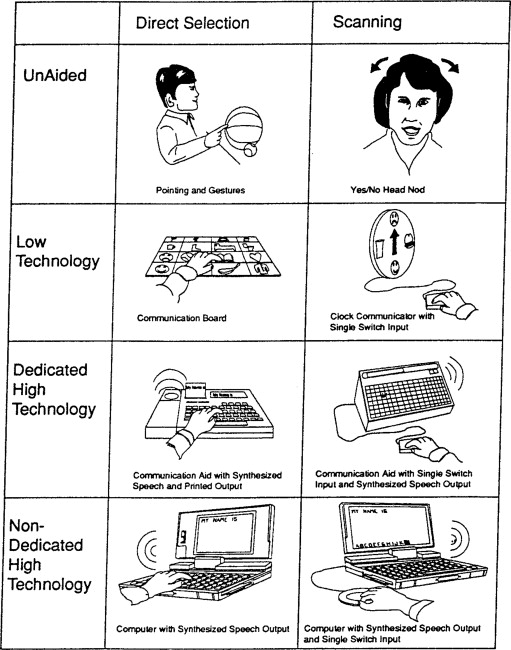 Direct Selection
Scanning
UnAided
Pointing and Gestures
Yes/No Head Nod
Low
Technology
Communication Board
Clock Communicator with
Single Switch Input
Dedicated
High
Technology
Communication Aid with Synthesized
Speech and Printed Output
Communication Aid with Single Switch
Input and Synthesized Speech Output
Non-
Dedicated
High
Technology
MY NAME IS
Computer with Synthesized Speech Output
MY NAME IS
Computer with Synthesized Speech Output
and Single Switch Input